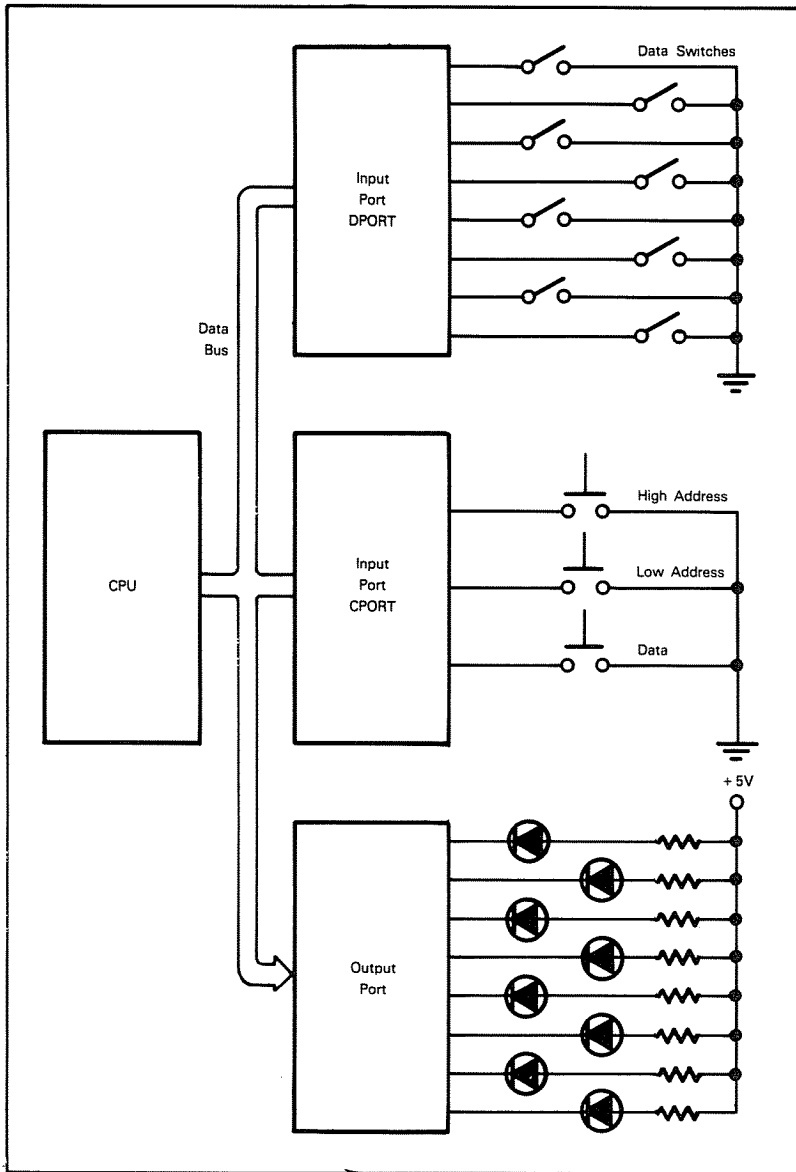 Data Switches
Input
Port
DPORT
Data
Bus
High Address
CPU
Input
Port
CPORT
Low Address
Data
+ 5V
Output
Port